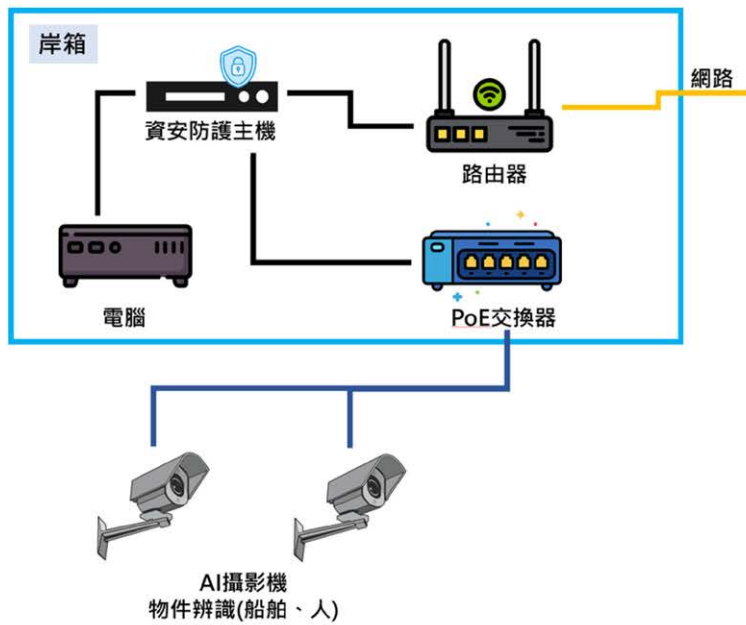 岸箱
網路
資安防護主機
路由器
電腦
PoE交換器
AI攝影機
物件辨識(船舶、人)